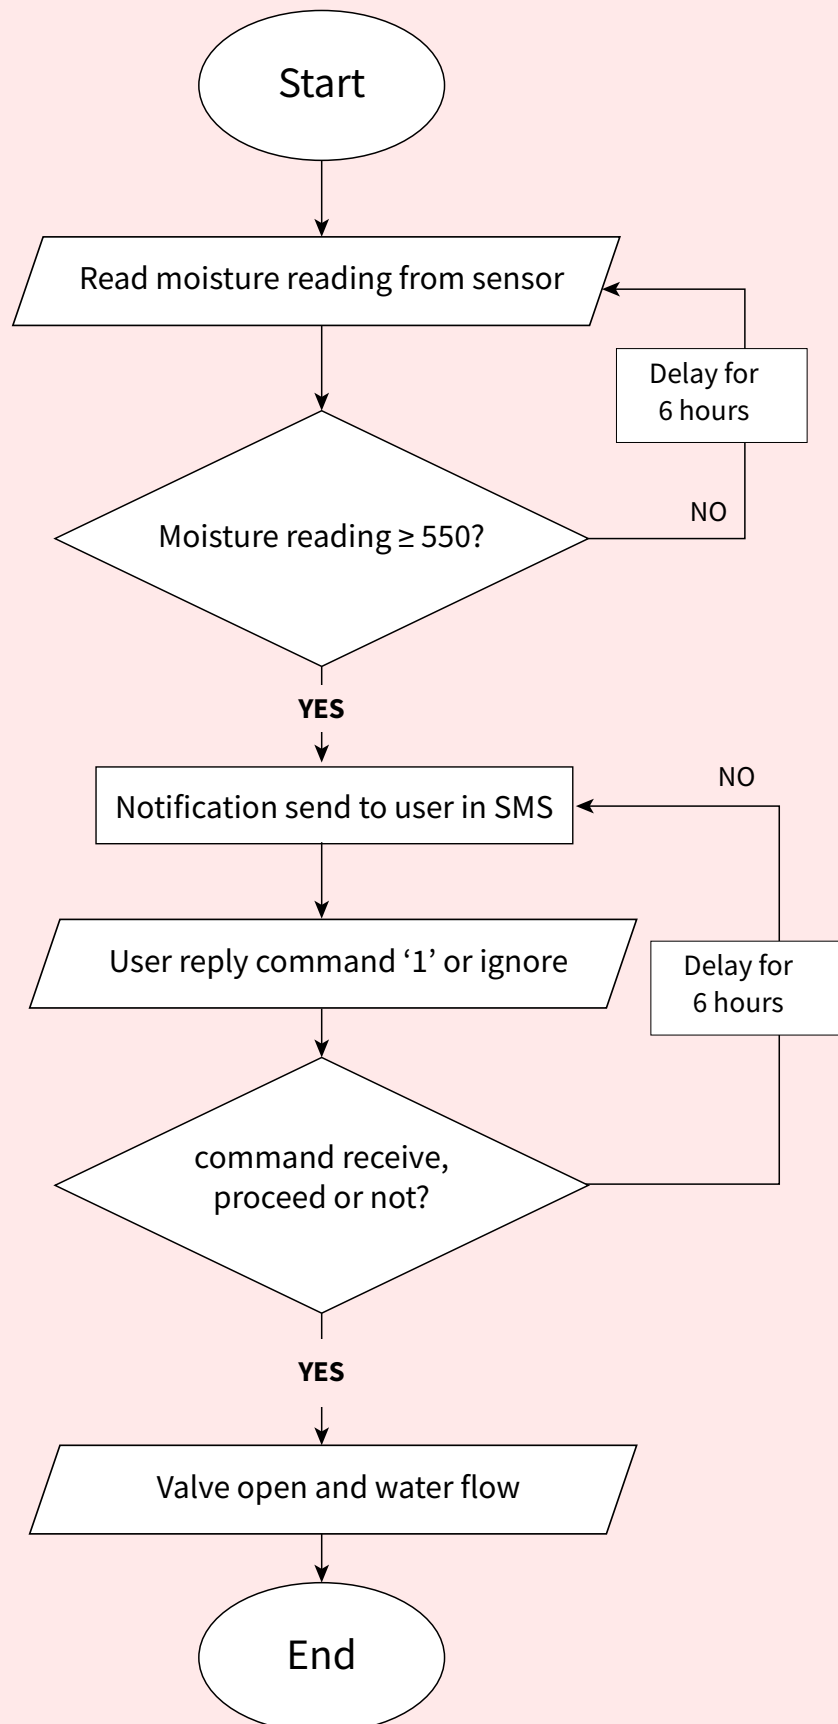 Start
Read moisture reading from sensor
Delay for
6 hours
NO
Moisture reading ≥ 550?
YES
NO
Notification send to user in SMS
User reply command ‘1’ or ignore
Delay for
6 hours
command receive,
proceed or not?
YES
Valve open and water flow
End